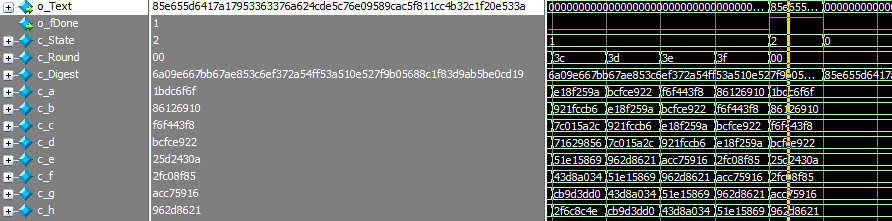 o_Text 85e655d6417a17953363376a624cde5c76e09589cac5f811cc4b32c1f20e533a 00000000000000000000000000000000... 85e655... 000000000000
o_fDone 1
c_State 2 1 2 0
c_Round 00 3c 3d 3e 3f 00
c_Digest 6a09e667bb67ae853c6ef372a54ff53a510e527f9b05688c1f83d9ab5be0cd19 6a09e667bb67ae853c6ef372a54ff53a510e527f9b05... 85e655d6417a
c_a 1bdc6f6f e18f259a bcfce922 f6f443f8 86126910 1bdc6f6f
c_b 86126910 921fccb6 e18f259a bcfce922 f6f443f8 86126910
c_c f6f443f8 7c015a2c 921fccb6 e18f259a bcfce922 f6f443f8
c_d bcfce922 71629856 7c015a2c 921fccb6 e18f259a bcfce922
c_e 25d2430a 51e15869 962d8621 acc75916 2fc08f85 25d2430a
c_f 2fc08f85 43d8a034 51e15869 962d8621 acc75916 2fc08f85
c_g acc75916 cb9d3dd0 43d8a034 51e15869 962d8621 acc75916
c_h 962d8621 2f6c8c4e cb9d3dd0 43d8a034 51e15869 962d8621